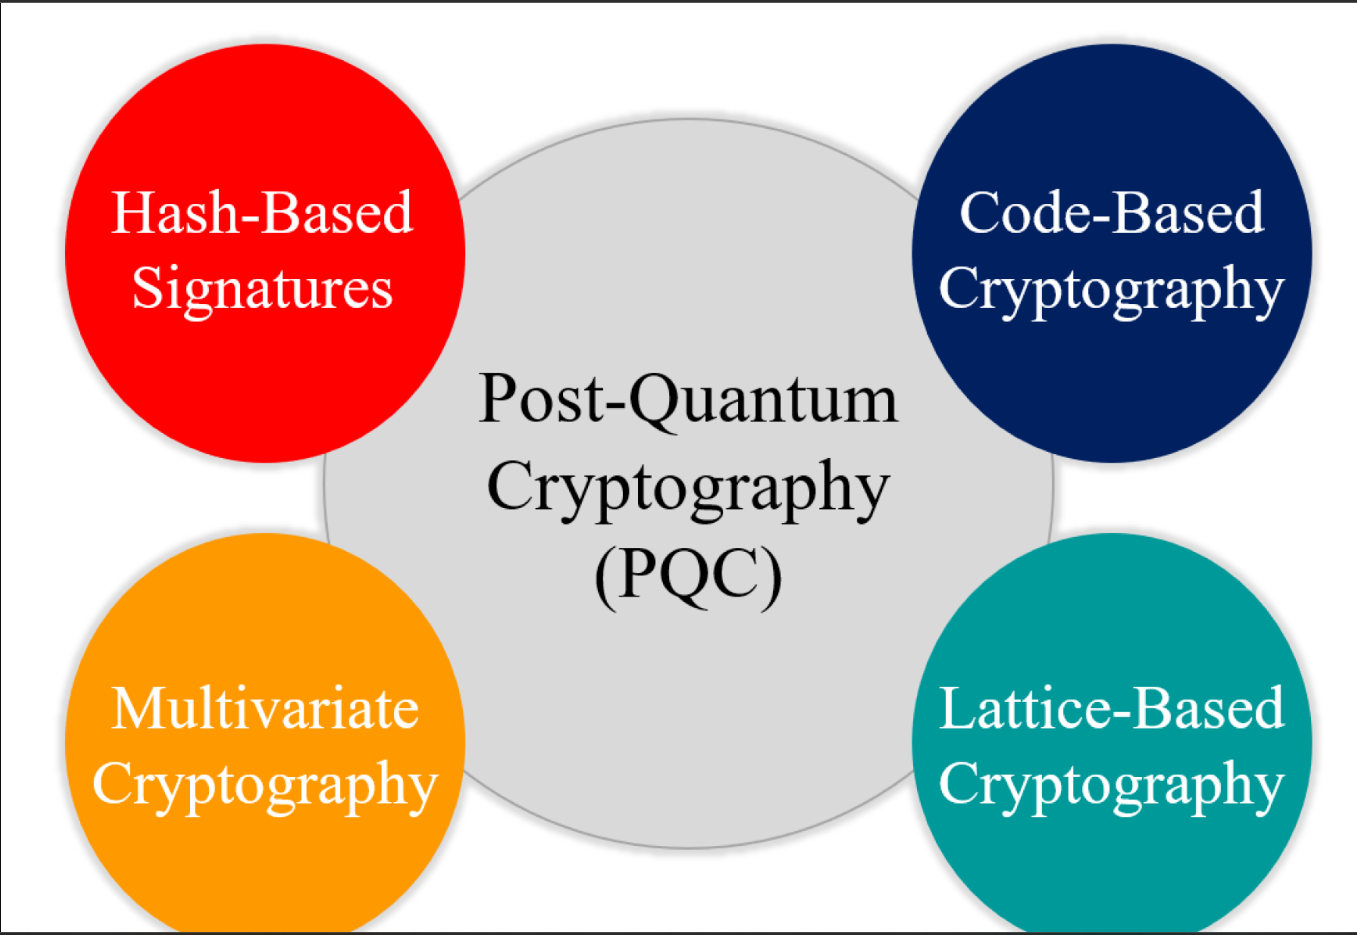 Hash-Based
Signatures
Code-Based
Cryptography
Post-Quantum
Cryptography
(PQC)
Multivariate
Cryptography
Lattice-Based
Cryptography